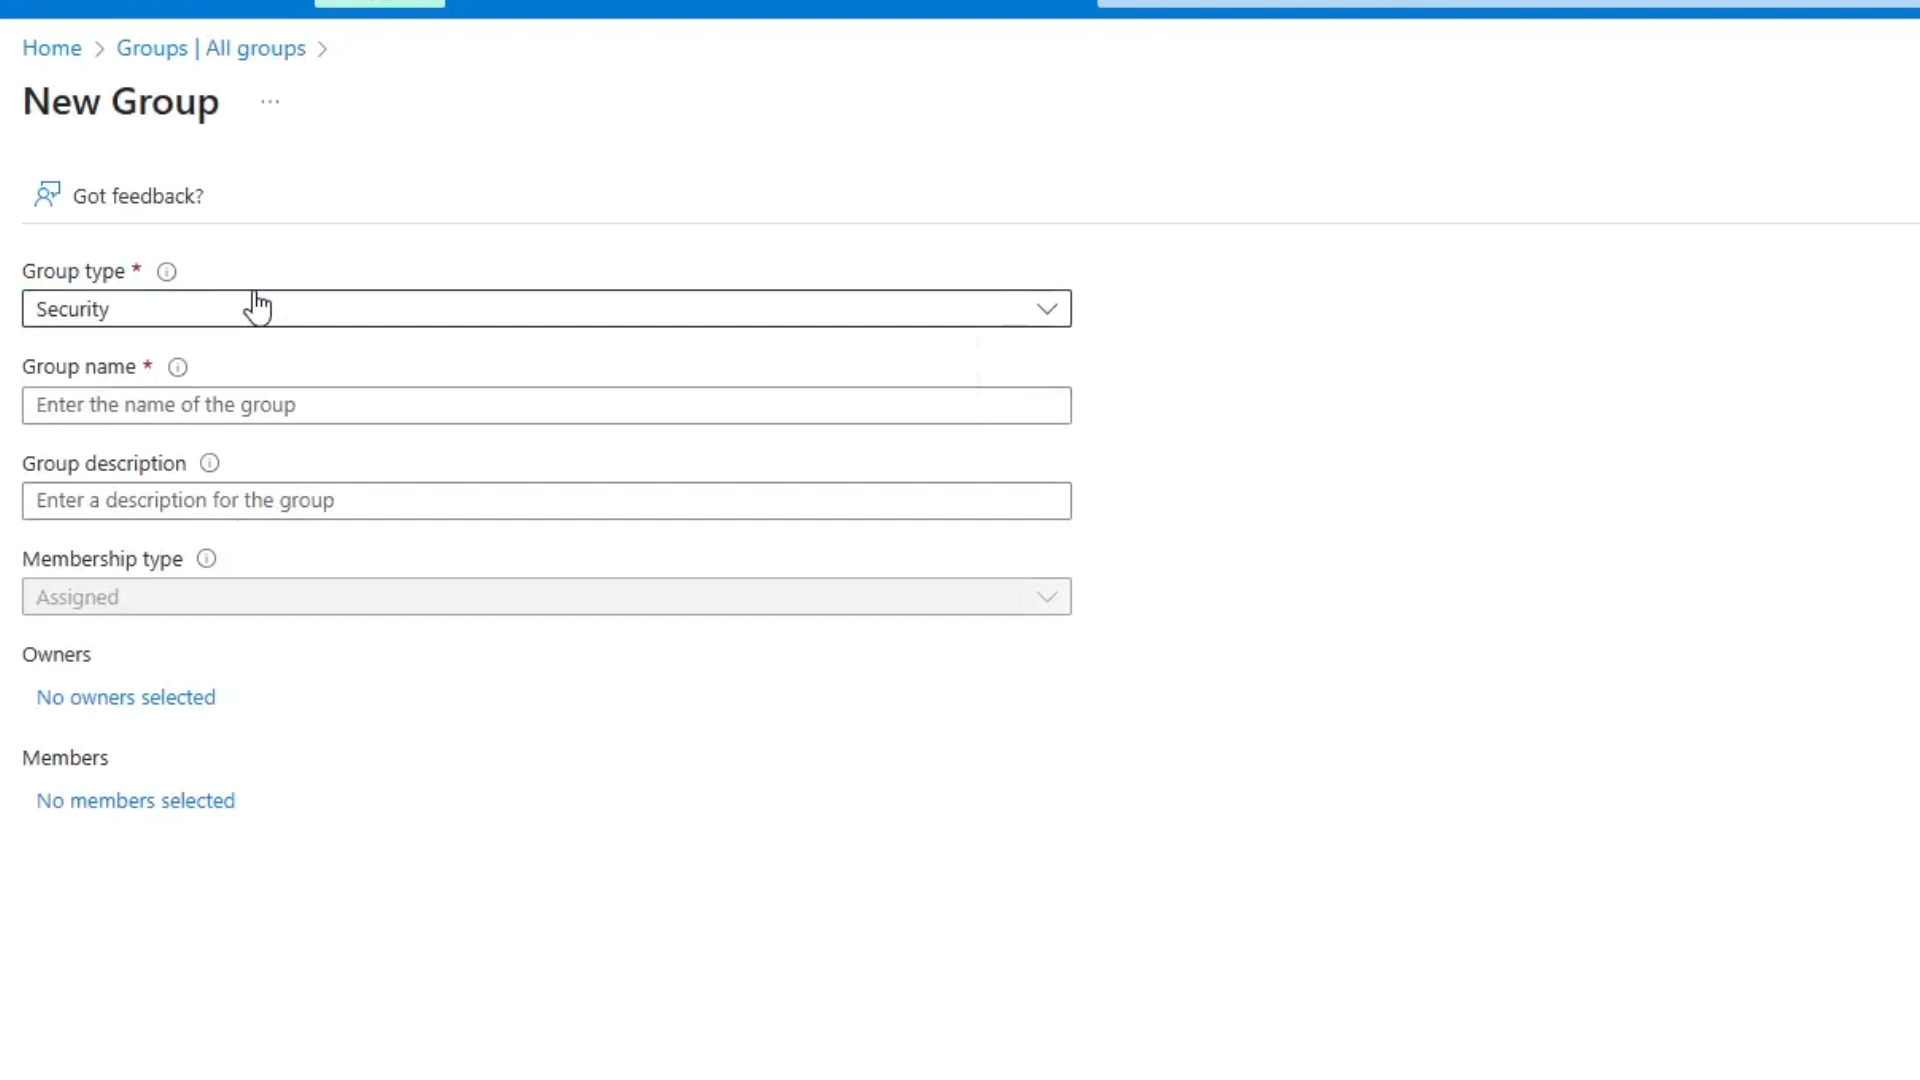 Home > Groups | All groups >
New Group ...
Got feedback?
Group type *
Security
Group name *
Enter the name of the group
Group description
Enter a description for the group
Membership type
Assigned
Owners
No owners selected
Members
No members selected